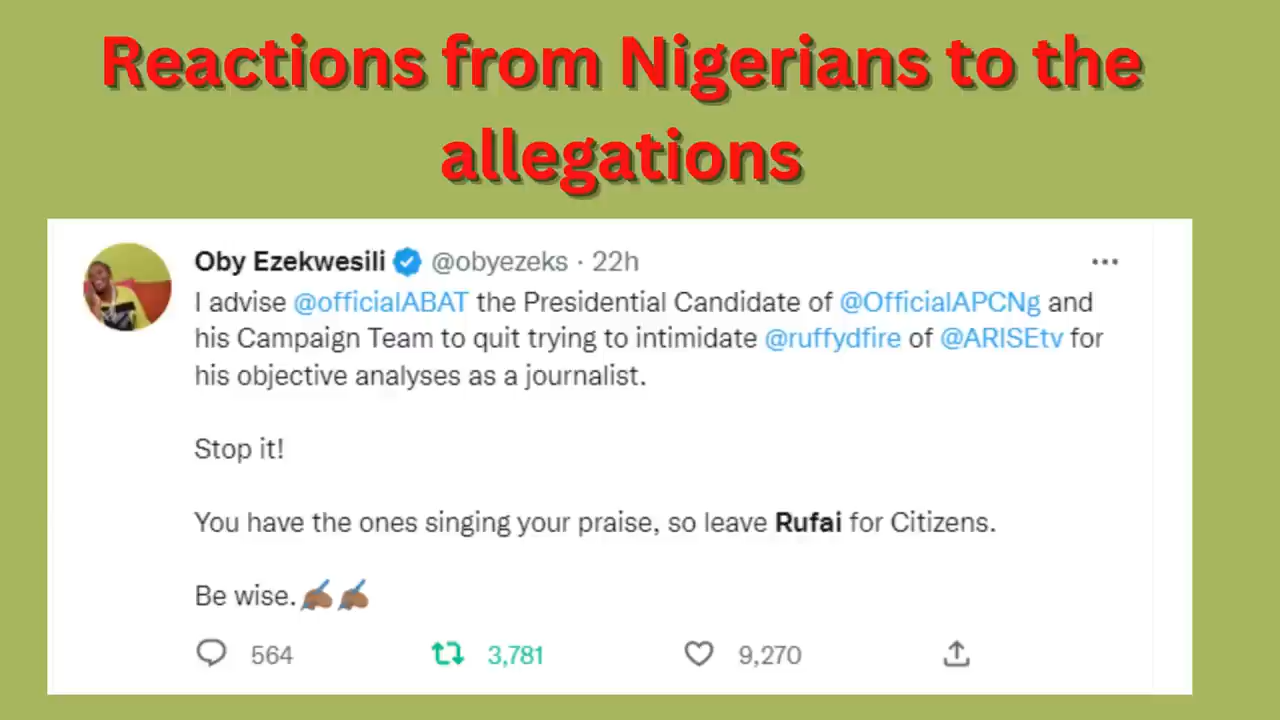 Reactions from Nigerians to the
allegations
Oby Ezekwesili @obyezeks · 22h
I advise @officialABAT the Presidential Candidate of @OfficialAPCNg and
his Campaign Team to quit trying to intimidate @ruffydfire of @ARISEtv for
his objective analyses as a journalist.
Stop it!
You have the ones singing your praise, so leave Rufai for Citizens.
Be wise.✍🏾✍🏾
564 3,781 9,270